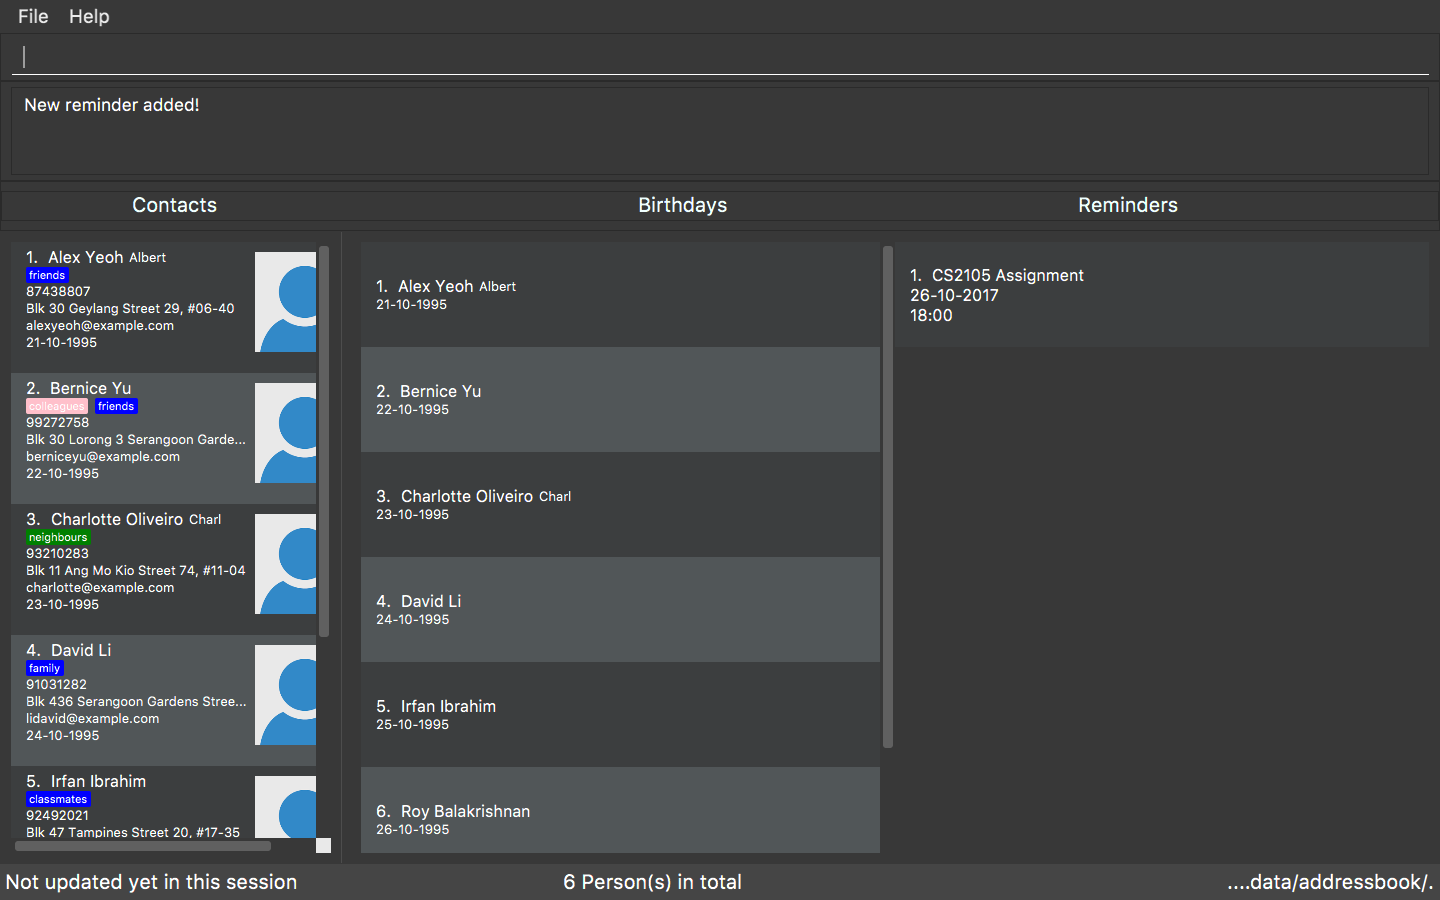 File Help
New reminder added!
Contacts Birthdays Reminders
1. Alex Yeoh Albert
friends
87438807
Blk 30 Geylang Street 29, #06-40
alexyeoh@example.com
21-10-1995
2. Bernice Yu
colleagues friends
99272758
Blk 30 Lorong 3 Serangoon Garde...
berniceyu@example.com
22-10-1995
3. Charlotte Oliveiro Charl
neighbours
93210283
Blk 11 Ang Mo Kio Street 74, #11-04
charlotte@example.com
23-10-1995
4. David Li
family
91031282
Blk 436 Serangoon Gardens Stree...
lidavid@example.com
24-10-1995
5. Irfan Ibrahim
classmates
92492021
Blk 47 Tampines Street 20, #17-35
1. Alex Yeoh Albert
21-10-1995
2. Bernice Yu
22-10-1995
3. Charlotte Oliveiro Charl
23-10-1995
4. David Li
24-10-1995
5. Irfan Ibrahim
25-10-1995
6. Roy Balakrishnan
26-10-1995
1. CS2105 Assignment
26-10-2017
18:00
Not updated yet in this session
6 Person(s) in total
....data/addressbook/.